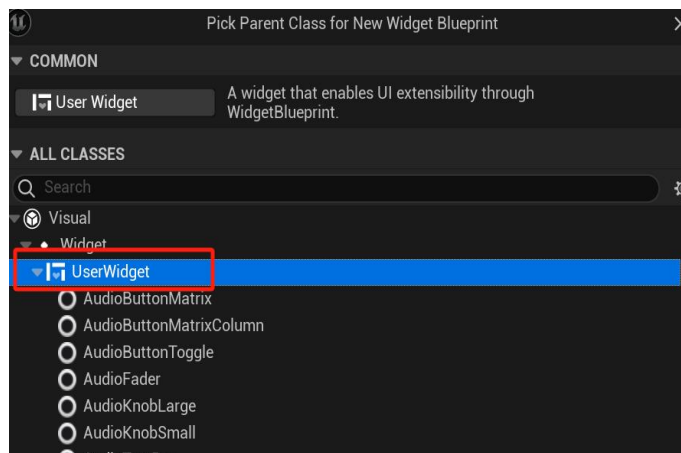 Pick Parent Class for New Widget Blueprint
COMMON
User Widget
A widget that enables UI extensibility through
WidgetBlueprint.
ALL CLASSES
Search
Visual
Widget
UserWidget
AudioButtonMatrix
AudioButtonMatrixColumn
AudioButtonToggle
AudioFader
AudioKnobLarge
AudioKnobSmall